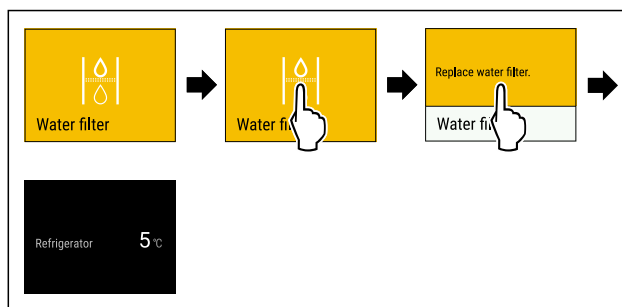 Water filter
Water fi
Replace water filter.
Water fi
Refrigerator 5 °C